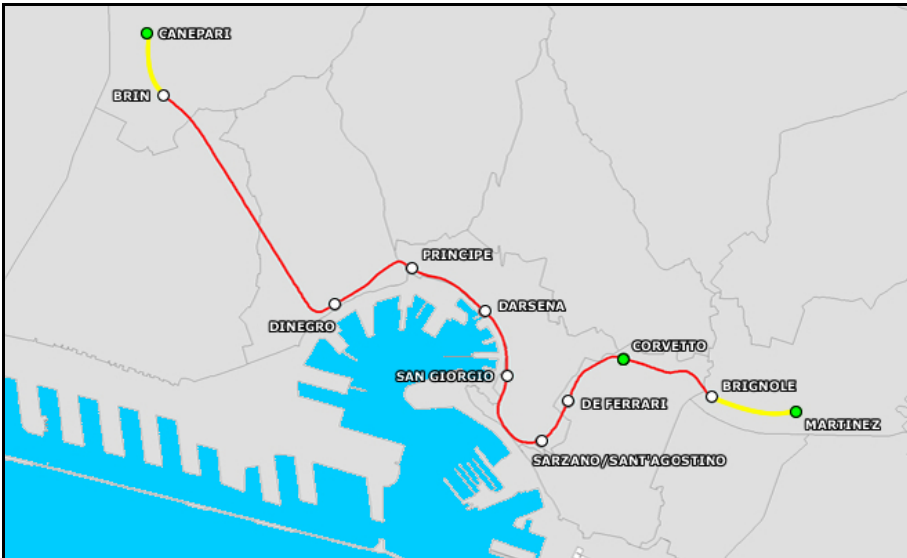 CANEPARI
BRIN
PRINCIPE
DINEGRO
DARSENA
CORVETTO
SAN GIORGIO
BRIGNOLE
DE FERRARI
MARTINEZ
SARZANO/SANT'AGOSTINO